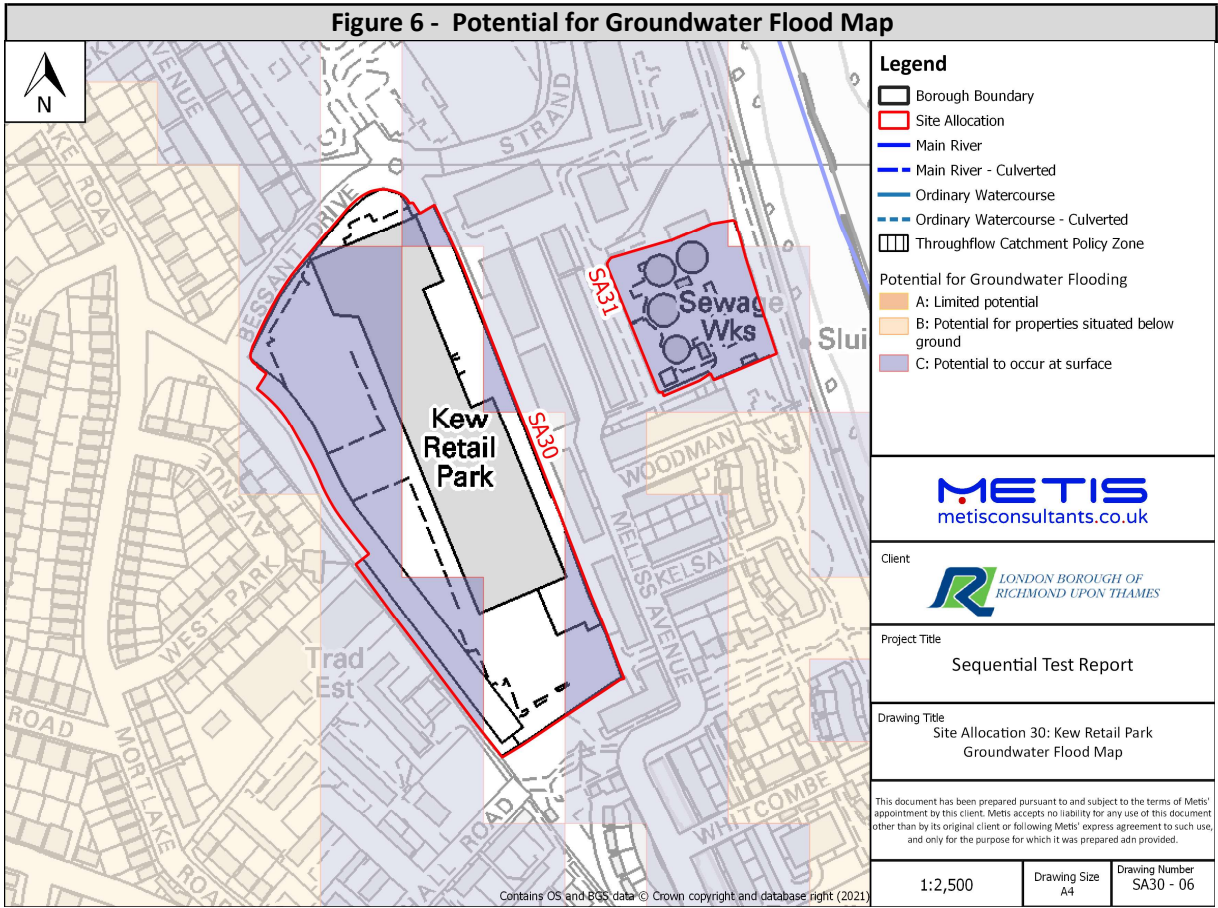 Figure 6 - Potential for Groundwater Flood Map
N
AVENUE
LAKE ROAD
AVENUE
STRAND
BESSANT DRIVE
SA31
Sewage
Wks
Slui
Kew
Retail
Park
SA30
WOODMAN
MELISS AVENUE
KELSAL
WEST PARK AVENUE
Trad
Est
ROAD
MORTLAKE ROAD
ROAD
WHITCOMBE
Contains OS and BGS data © Crown copyright and database right (2021)
Legend
Borough Boundary
Site Allocation
Main River
Main River - Culverted
Ordinary Watercourse
Ordinary Watercourse - Culverted
Throughflow Catchment Policy Zone
Potential for Groundwater Flooding
A: Limited potential
B: Potential for properties situated below
ground
C: Potential to occur at surface
METIS
metisconsultants.co.uk
Client
LONDON BOROUGH OF
RICHMOND UPON THAMES
Project Title
Sequential Test Report
Drawing Title
Site Allocation 30: Kew Retail Park
Groundwater Flood Map
This document has been prepared pursuant to and subject to the terms of Metis'
appointment by this client. Metis accepts no liability for any use of this document
other than by its original client or following Metis' express agreement to such use,
and only for the purpose for which it was prepared adn provided.
1:2,500
Drawing Size
A4
Drawing Number
SA30 - 06